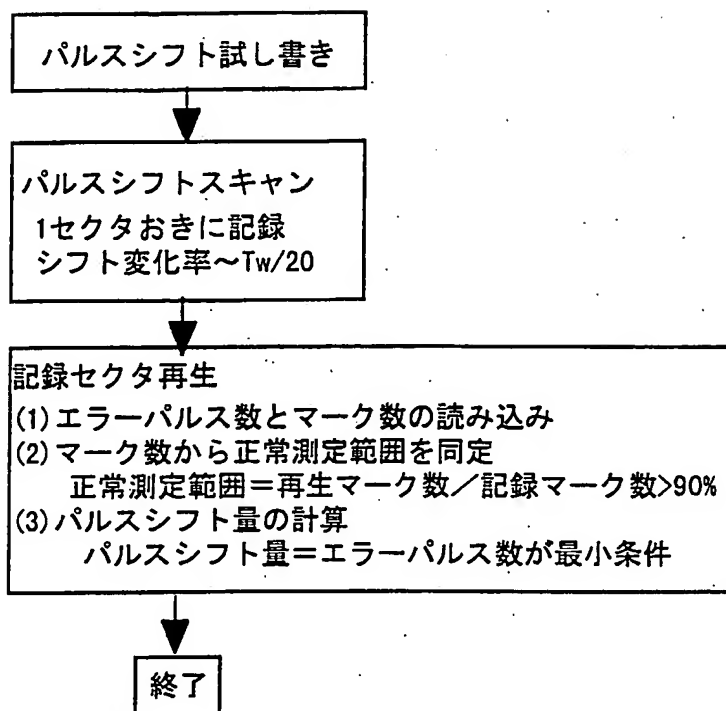 パルスシフト試し書き
パルスシフトスキャン
1セクタおきに記録
シフト変化率～Tw/20
記録セクタ再生
(1)エラーパルス数とマーク数の読み込み
(2)マーク数から正常測定範囲を同定
正常測定範囲＝再生マーク数／記録マーク数>90%
(3)パルスシフト量の計算
パルスシフト量＝エラーパルス数が最小条件
終了